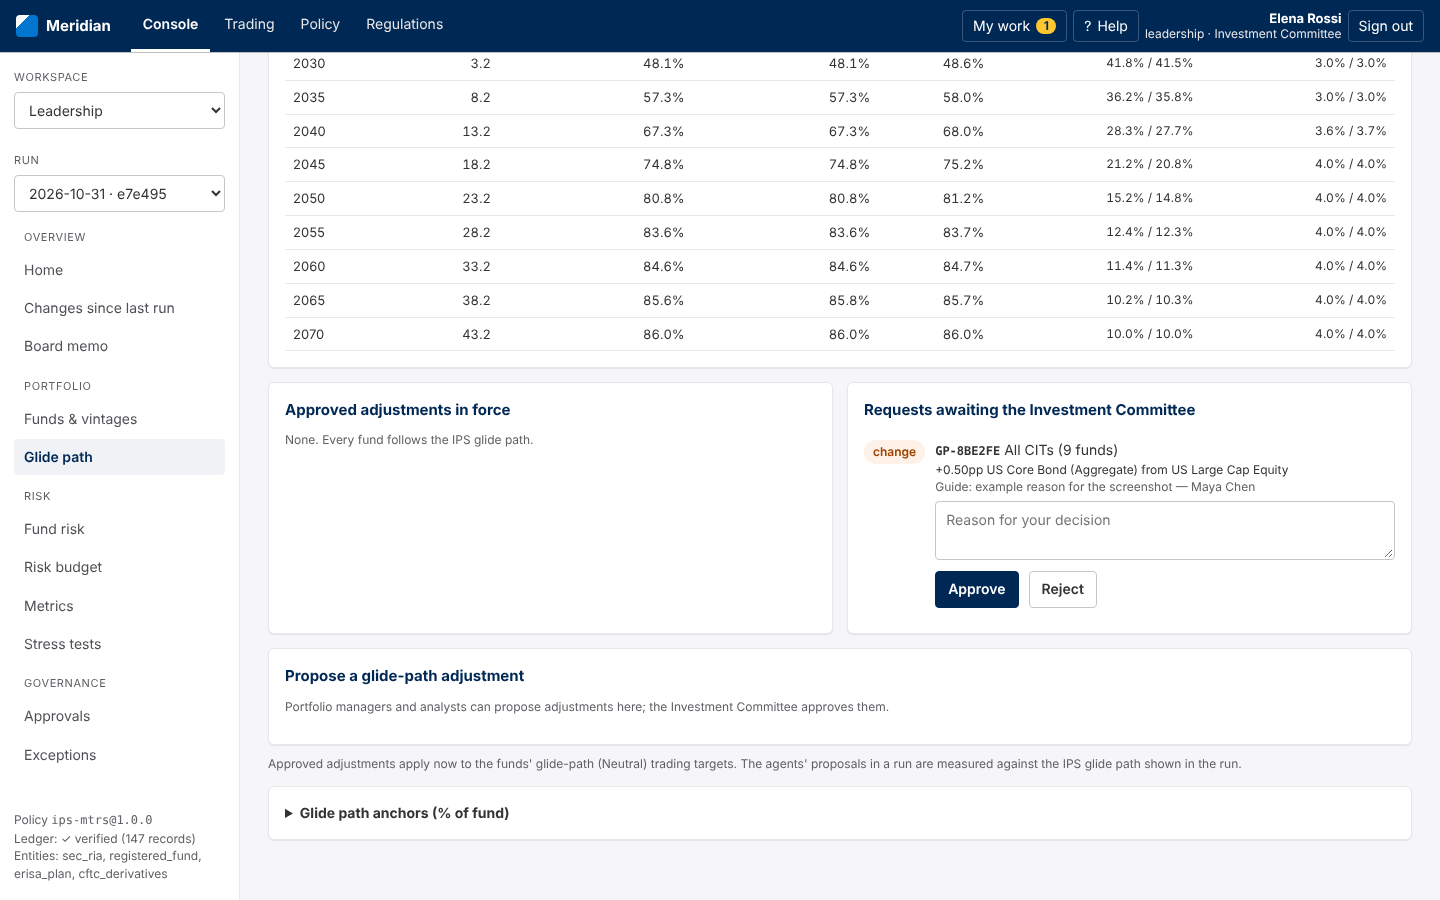 Meridian Console Trading Policy Regulations My work 1 ? Help Elena Rossi Sign out
leadership · Investment Committee
WORKSPACE
Leadership
RUN
2026-10-31 · e7e495
OVERVIEW
Home
Changes since last run
Board memo
PORTFOLIO
Funds & vintages
Glide path
RISK
Fund risk
Risk budget
Metrics
Stress tests
GOVERNANCE
Approvals
Exceptions
Policy ips-mtrs@1.0.0
Ledger: ✓ verified (147 records)
Entities: sec_ria, registered_fund,
erisa_plan, cftc_derivatives
2030 3.2 48.1% 48.1% 48.6% 41.8% / 41.5% 3.0% / 3.0%
2035 8.2 57.3% 57.3% 58.0% 36.2% / 35.8% 3.0% / 3.0%
2040 13.2 67.3% 67.3% 68.0% 28.3% / 27.7% 3.6% / 3.7%
2045 18.2 74.8% 74.8% 75.2% 21.2% / 20.8% 4.0% / 4.0%
2050 23.2 80.8% 80.8% 81.2% 15.2% / 14.8% 4.0% / 4.0%
2055 28.2 83.6% 83.6% 83.7% 12.4% / 12.3% 4.0% / 4.0%
2060 33.2 84.6% 84.6% 84.7% 11.4% / 11.3% 4.0% / 4.0%
2065 38.2 85.6% 85.8% 85.7% 10.2% / 10.3% 4.0% / 4.0%
2070 43.2 86.0% 86.0% 86.0% 10.0% / 10.0% 4.0% / 4.0%
Approved adjustments in force
None. Every fund follows the IPS glide path.
Requests awaiting the Investment Committee
change GP-8BE2FE All CITs (9 funds)
+0.50pp US Core Bond (Aggregate) from US Large Cap Equity
Guide: example reason for the screenshot — Maya Chen
Reason for your decision
Approve Reject
Propose a glide-path adjustment
Portfolio managers and analysts can propose adjustments here; the Investment Committee approves them.
Approved adjustments apply now to the funds' glide-path (Neutral) trading targets. The agents' proposals in a run are measured against the IPS glide path shown in the run.
▶ Glide path anchors (% of fund)